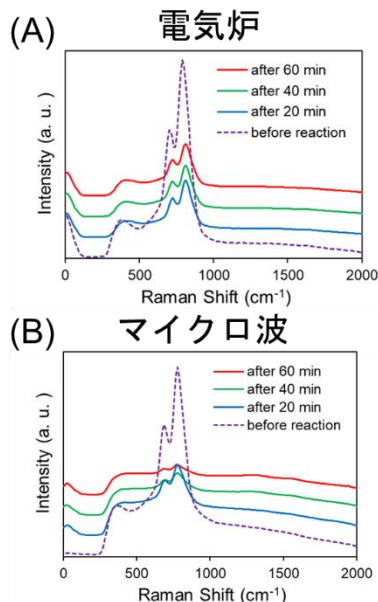 (A) 電気炉
after 60 min
after 40 min
after 20 min
before reaction
Intensity (a. u. )
0 500 1000 1500 2000
Raman Shift (cm-1)
(B) マイクロ波
after 60 min
after 40 min
after 20 min
before reaction
Intensity (a. u. )
0 500 1000 1500 2000
Raman Shift (cm-1)